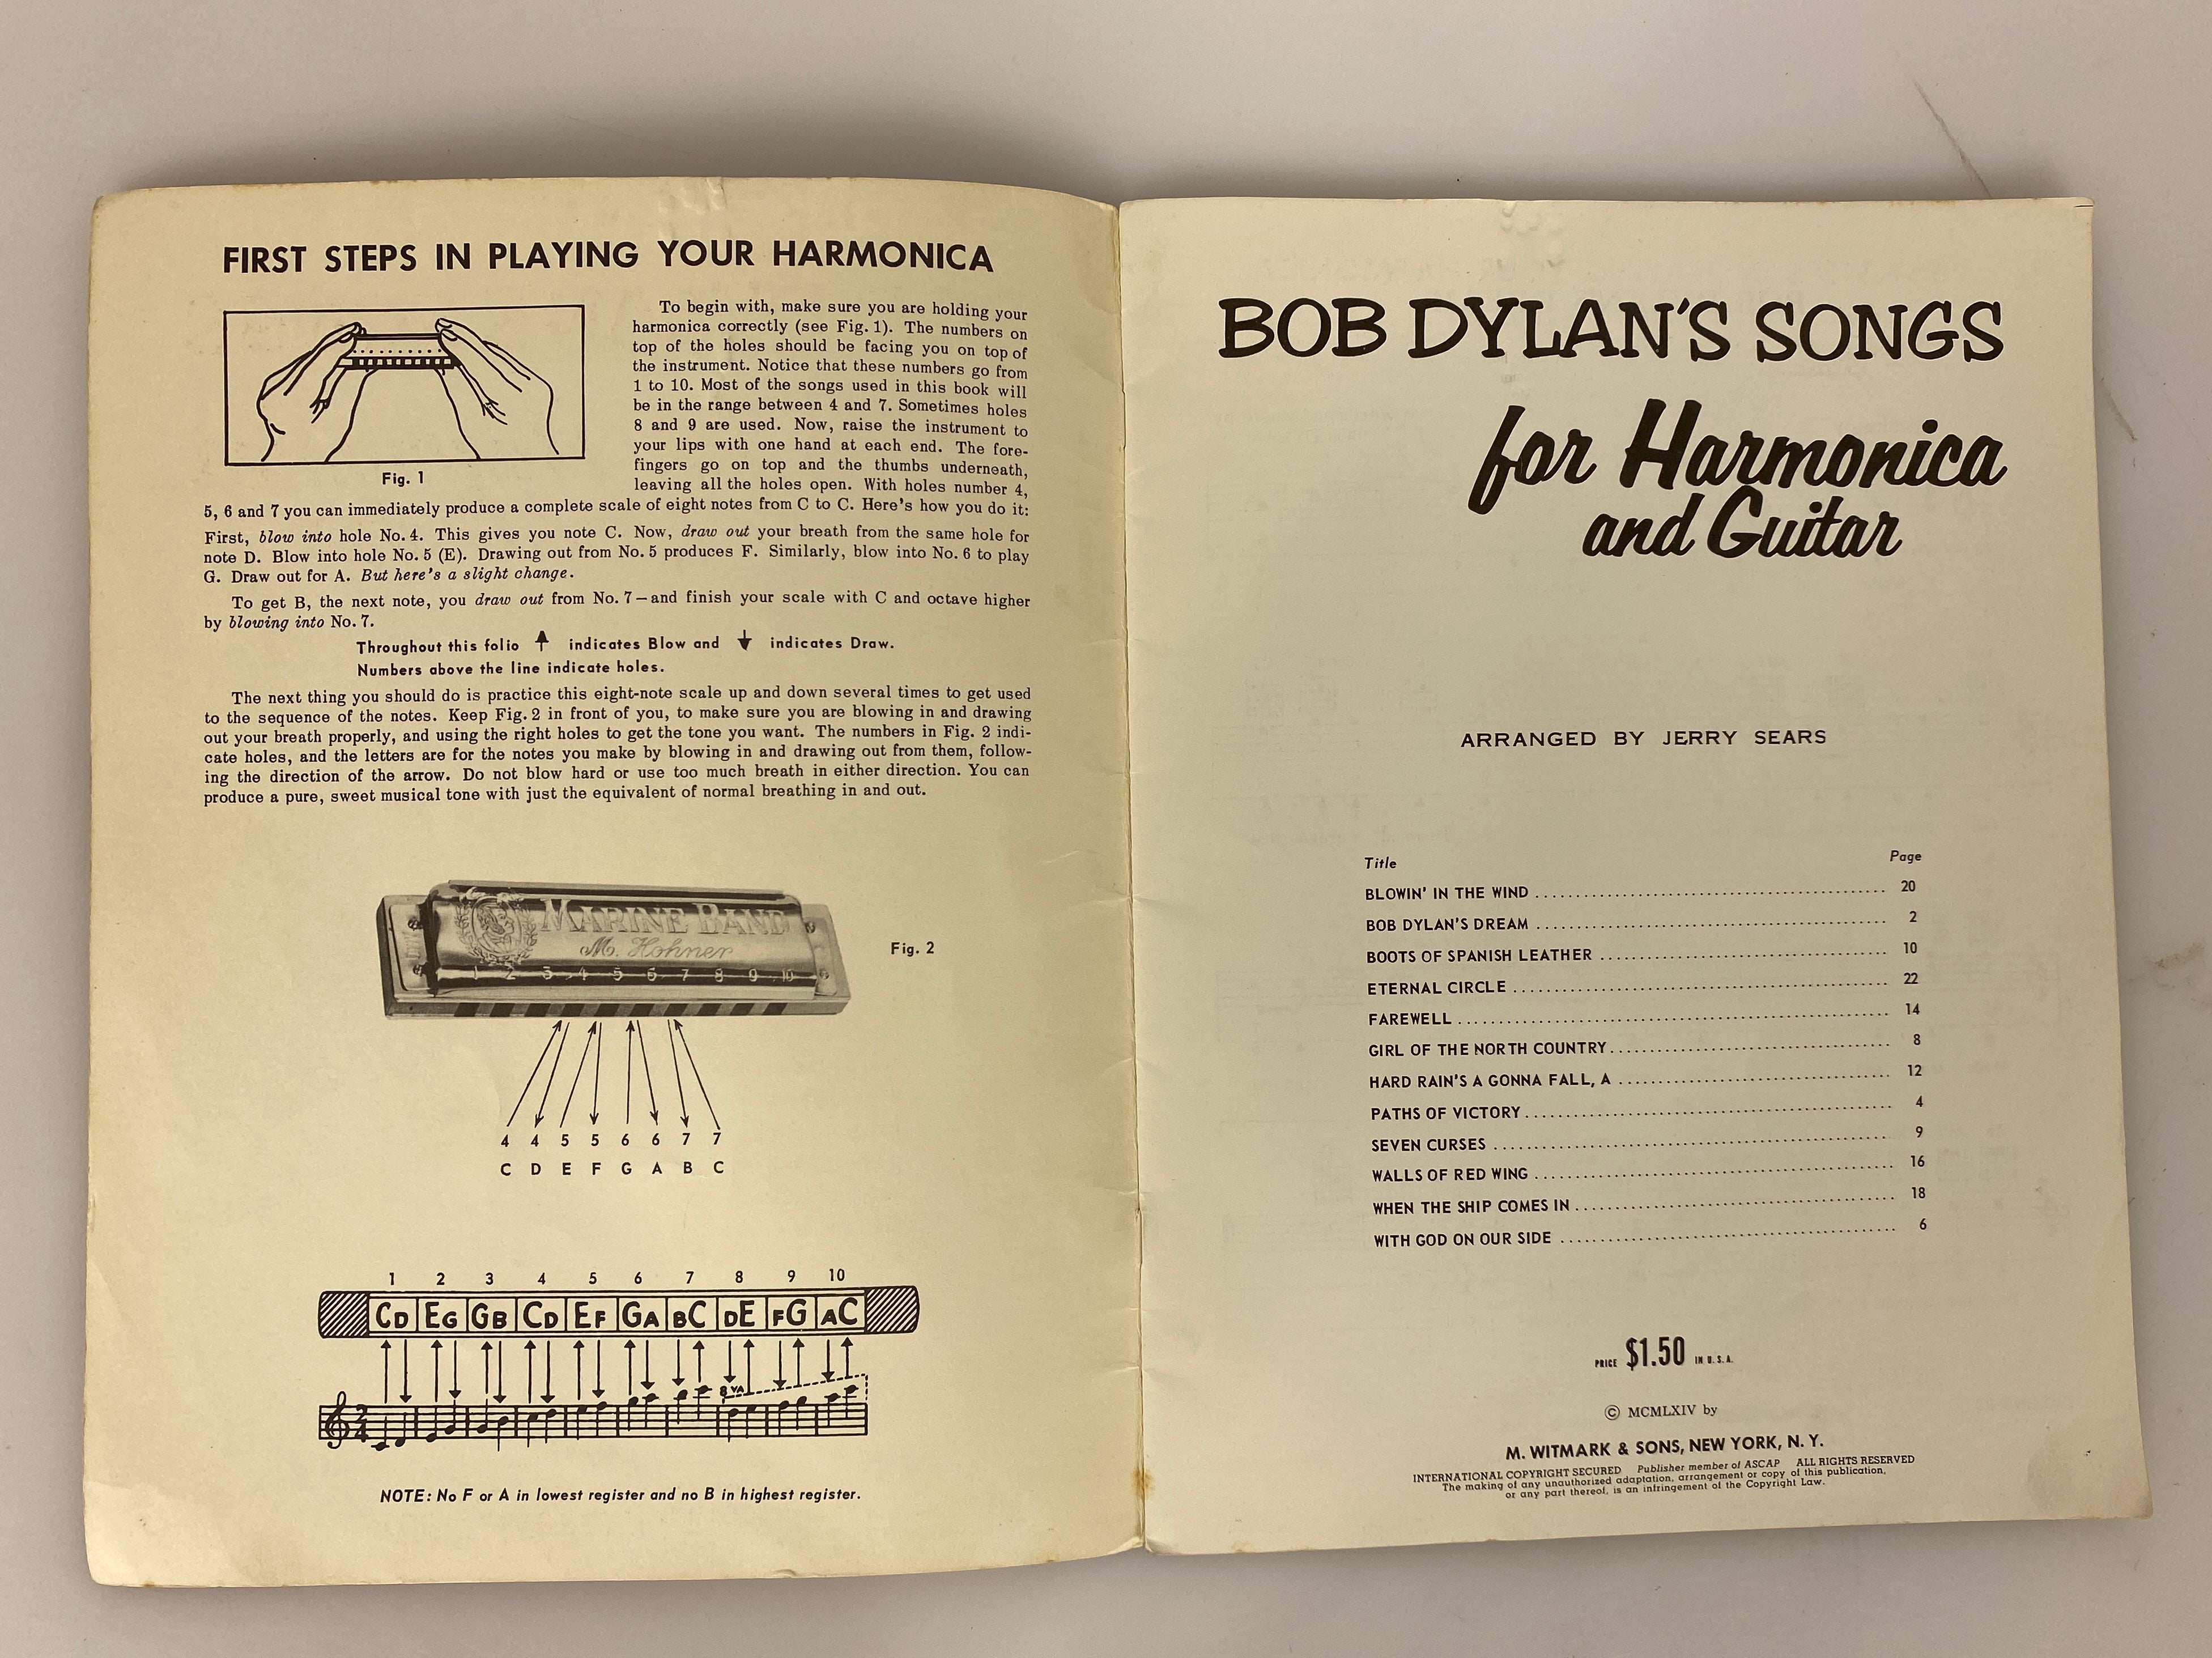 FIRST STEPS IN PLAYING YOUR HARMONICA
Fig. 1
To begin with, make sure you are holding your
harmonica correctly (see Fig. 1). The numbers on
top of the holes should be facing you on top of
the instrument. Notice that these numbers go from
1 to 10. Most of the songs used in this book will
be in the range between 4 and 7. Sometimes holes
8 and 9 are used. Now, raise the instrument to
your lips with one hand at each end. The fore-
fingers go on top and the thumbs underneath,
leaving all the holes open. With holes number 4,
5, 6 and 7 you can immediately produce a complete scale of eight notes from C to C. Here's how you do it:
First, blow into hole No. 4. This gives you note C. Now, draw out your breath from the same hole for
note D. Blow into hole No. 5 (E). Drawing out from No. 5 produces F. Similarly, blow into No. 6 to play
G. Draw out for A. But here's a slight change.
To get B, the next note, you draw out from No. 7 — and finish your scale with C and octave higher
by blowing into No. 7.
Throughout this folio ↑ indicates Blow and ↓ indicates Draw.
Numbers above the line indicate holes.
The next thing you should do is practice this eight-note scale up and down several times to get used
to the sequence of the notes. Keep Fig. 2 in front of you, to make sure you are blowing in and drawing
out your breath properly, and using the right holes to get the tone you want. The numbers in Fig. 2 indi-
cate holes, and the letters are for the notes you make by blowing in and drawing out from them, follow-
ing the direction of the arrow. Do not blow hard or use too much breath in either direction. You can
produce a pure, sweet musical tone with just the equivalent of normal breathing in and out.
MARINE BAND
M. Hohner
1 2 3 4 5 6 7 8 9 10
Fig. 2
4 4 5 5 6 6 7 7
C D E F G A B C
1 2 3 4 5 6 7 8 9 10
CD EG GB CD EF GA BC DE FG AC
8 VA
2
4
NOTE: No F or A in lowest register and no B in highest register.
BOB DYLAN'S SONGS
for Harmonica
and Guitar
ARRANGED BY JERRY SEARS
Title Page
BLOWIN' IN THE WIND 20
BOB DYLAN'S DREAM 2
BOOTS OF SPANISH LEATHER 10
ETERNAL CIRCLE 22
FAREWELL 14
GIRL OF THE NORTH COUNTRY 8
HARD RAIN'S A GONNA FALL, A 12
PATHS OF VICTORY 4
SEVEN CURSES 9
WALLS OF RED WING 16
WHEN THE SHIP COMES IN 18
WITH GOD ON OUR SIDE 6
PRICE $1.50 IN U.S.A.
© MCMLXIV by
M. WITMARK & SONS, NEW YORK, N. Y.
INTERNATIONAL COPYRIGHT SECURED Publisher member of ASCAP ALL RIGHTS RESERVED
The making of any unauthorized adaptation, arrangement or copy of this publication,
or any part thereof, is an infringement of the Copyright Law.